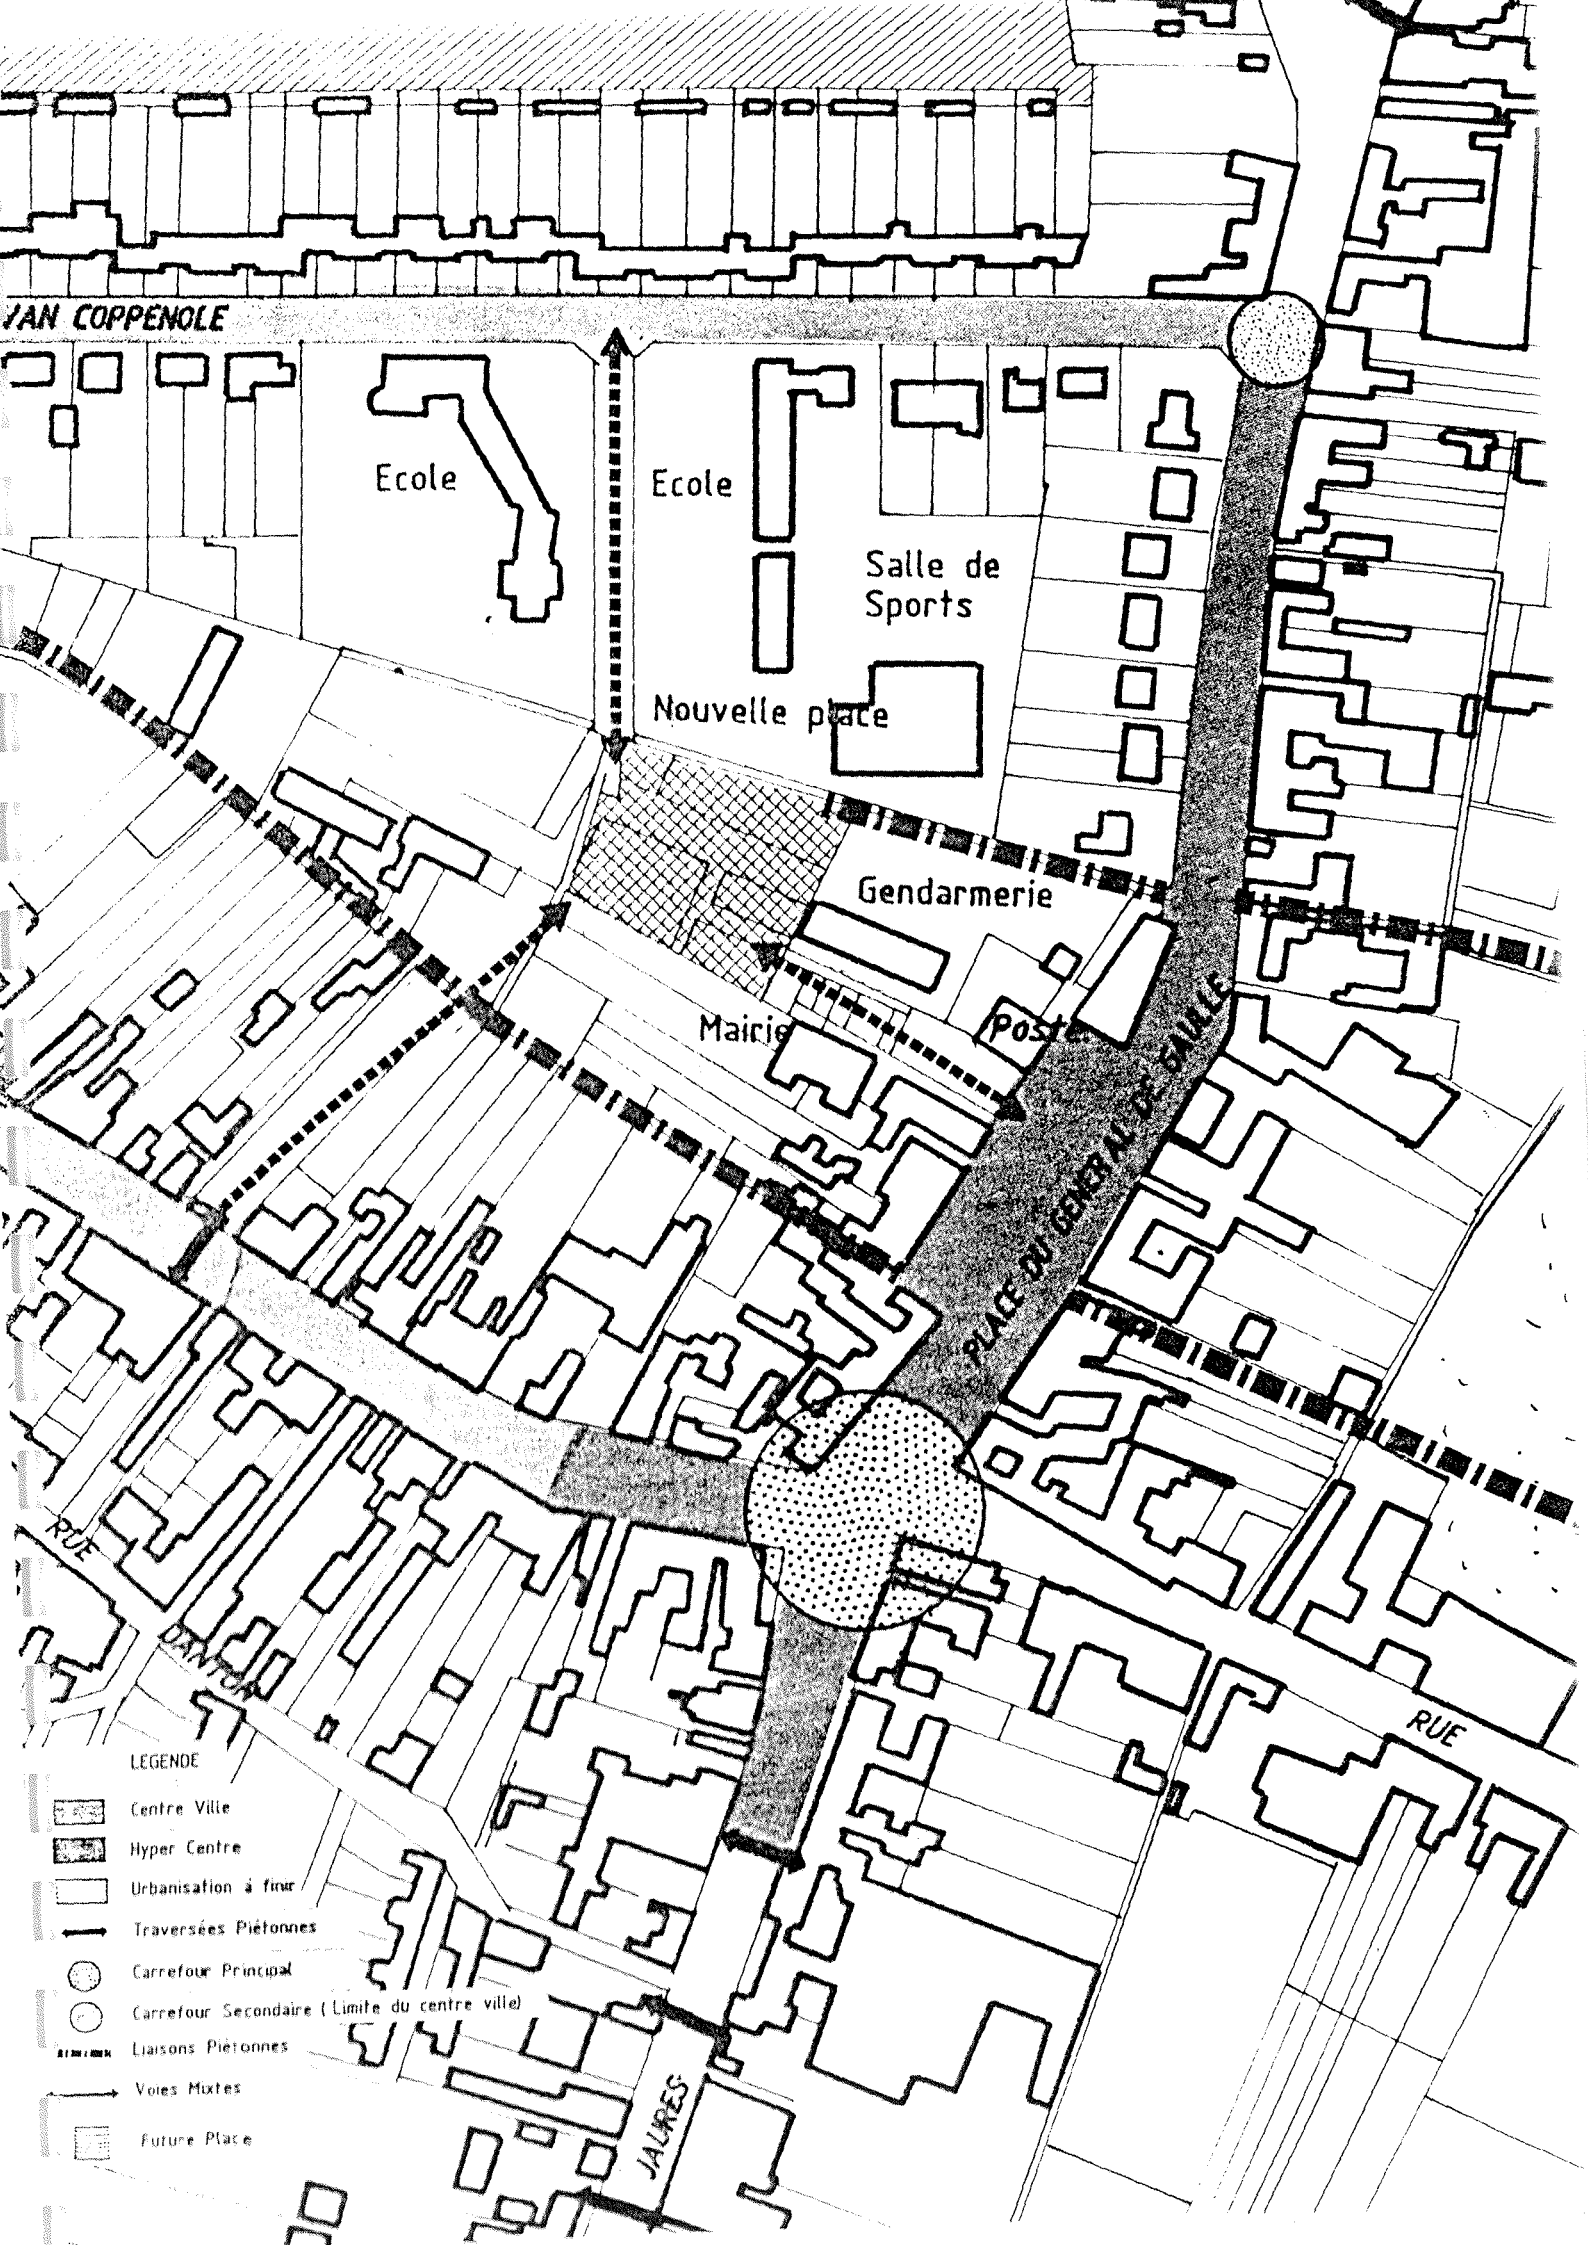 VAN COPPENOLE
Ecole
Ecole
Salle de
Sports
Nouvelle place
Gendarmerie
Mairie
Poste
PLACE DU GENERAL DE GAULLE
RUE
DANTON
RUE
JAURES
LEGENDE
Centre Ville
Hyper Centre
Urbanisation à finir
Traversées Piétonnes
Carrefour Principal
Carrefour Secondaire (Limite du centre ville)
Liaisons Piétonnes
Voies Mixtes
Future Place